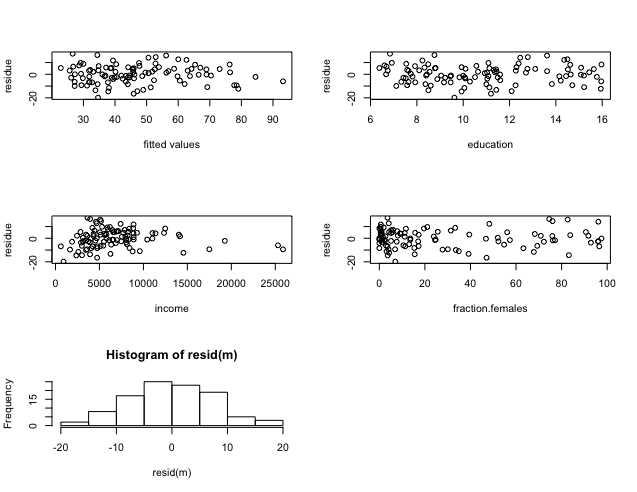 residue
0
-20
30 40 50 60 70 80 90
fitted values
residue
0
-20
6 8 10 12 14 16
education
residue
0
-20
0 5000 10000 15000 20000 25000
income
residue
0
-20
0 20 40 60 80 100
fraction.females
Histogram of resid(m)
Frequency
15
0
-20 -10 0 10 20
resid(m)